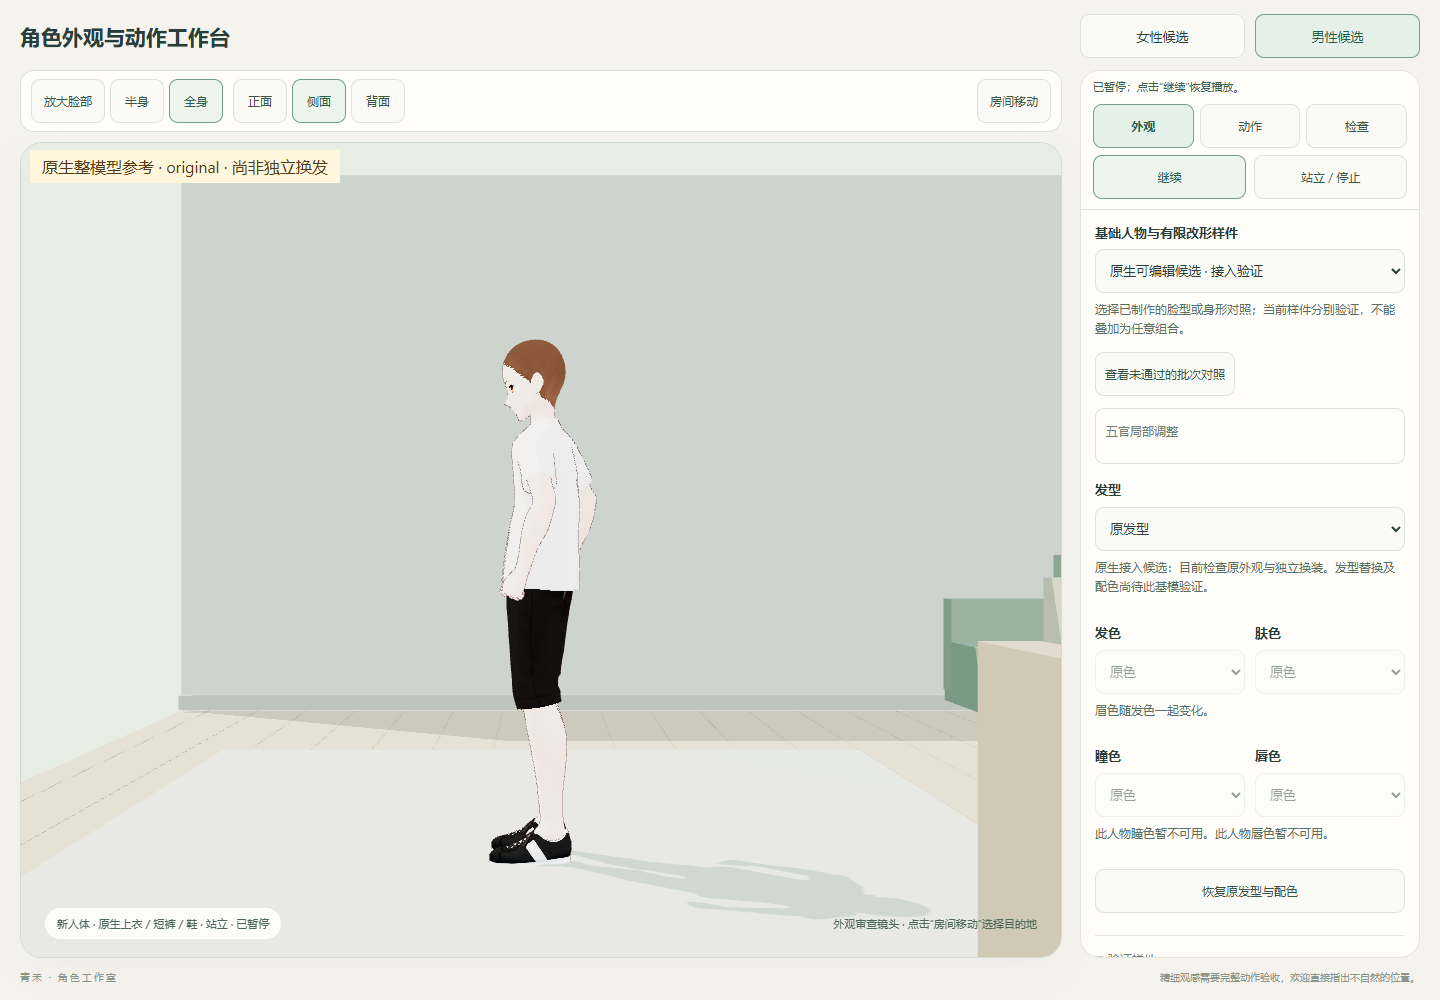 角色外观与动作工作台
女性候选
男性候选
放大脸部
半身
全身
正面
侧面
背面
房间移动
已暂停；点击“继续”恢复播放。
外观
动作
检查
继续
站立 / 停止
原生整模型参考 · original · 尚非独立换发
基础人物与有限改形样件
原生可编辑候选 · 接入验证
选择已制作的脸型或身形对照；当前样件分别验证，不能
叠加为任意组合。
查看未通过的批次对照
五官局部调整
发型
原发型
原生接入候选：目前检查原外观与独立换装。发型替换及
配色尚待此基模验证。
发色
肤色
原色
原色
眉色随发色一起变化。
瞳色
唇色
原色
原色
此人物瞳色暂不可用。此人物唇色暂不可用。
恢复原发型与配色
新人体 · 原生上衣 / 短裤 / 鞋 · 站立 · 已暂停
外观审查镜头 · 点击“房间移动”选择目的地
青禾 · 角色工作室
精细观感需要完整动作验收，欢迎直接指出不自然的位置。